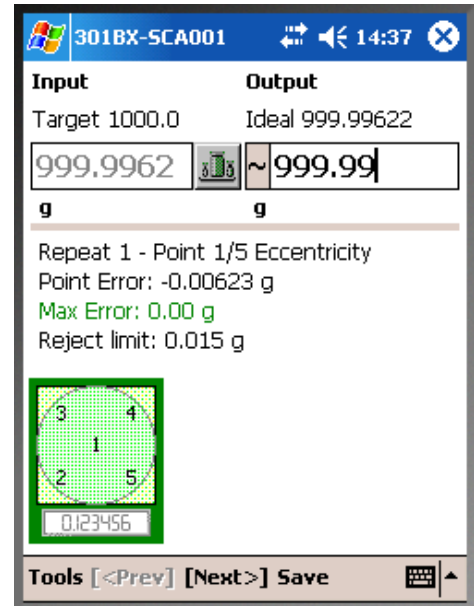 301BX-SCA001 14:37
Input Output
Target 1000.0 Ideal 999.99622
999.9962 ~ 999.99
g g
Repeat 1 - Point 1/5 Eccentricity
Point Error: -0.00623 g
Max Error: 0.00 g
Reject limit: 0.015 g
3 4
1
2 5
0.123456
Tools [<Prev] [Next>] Save